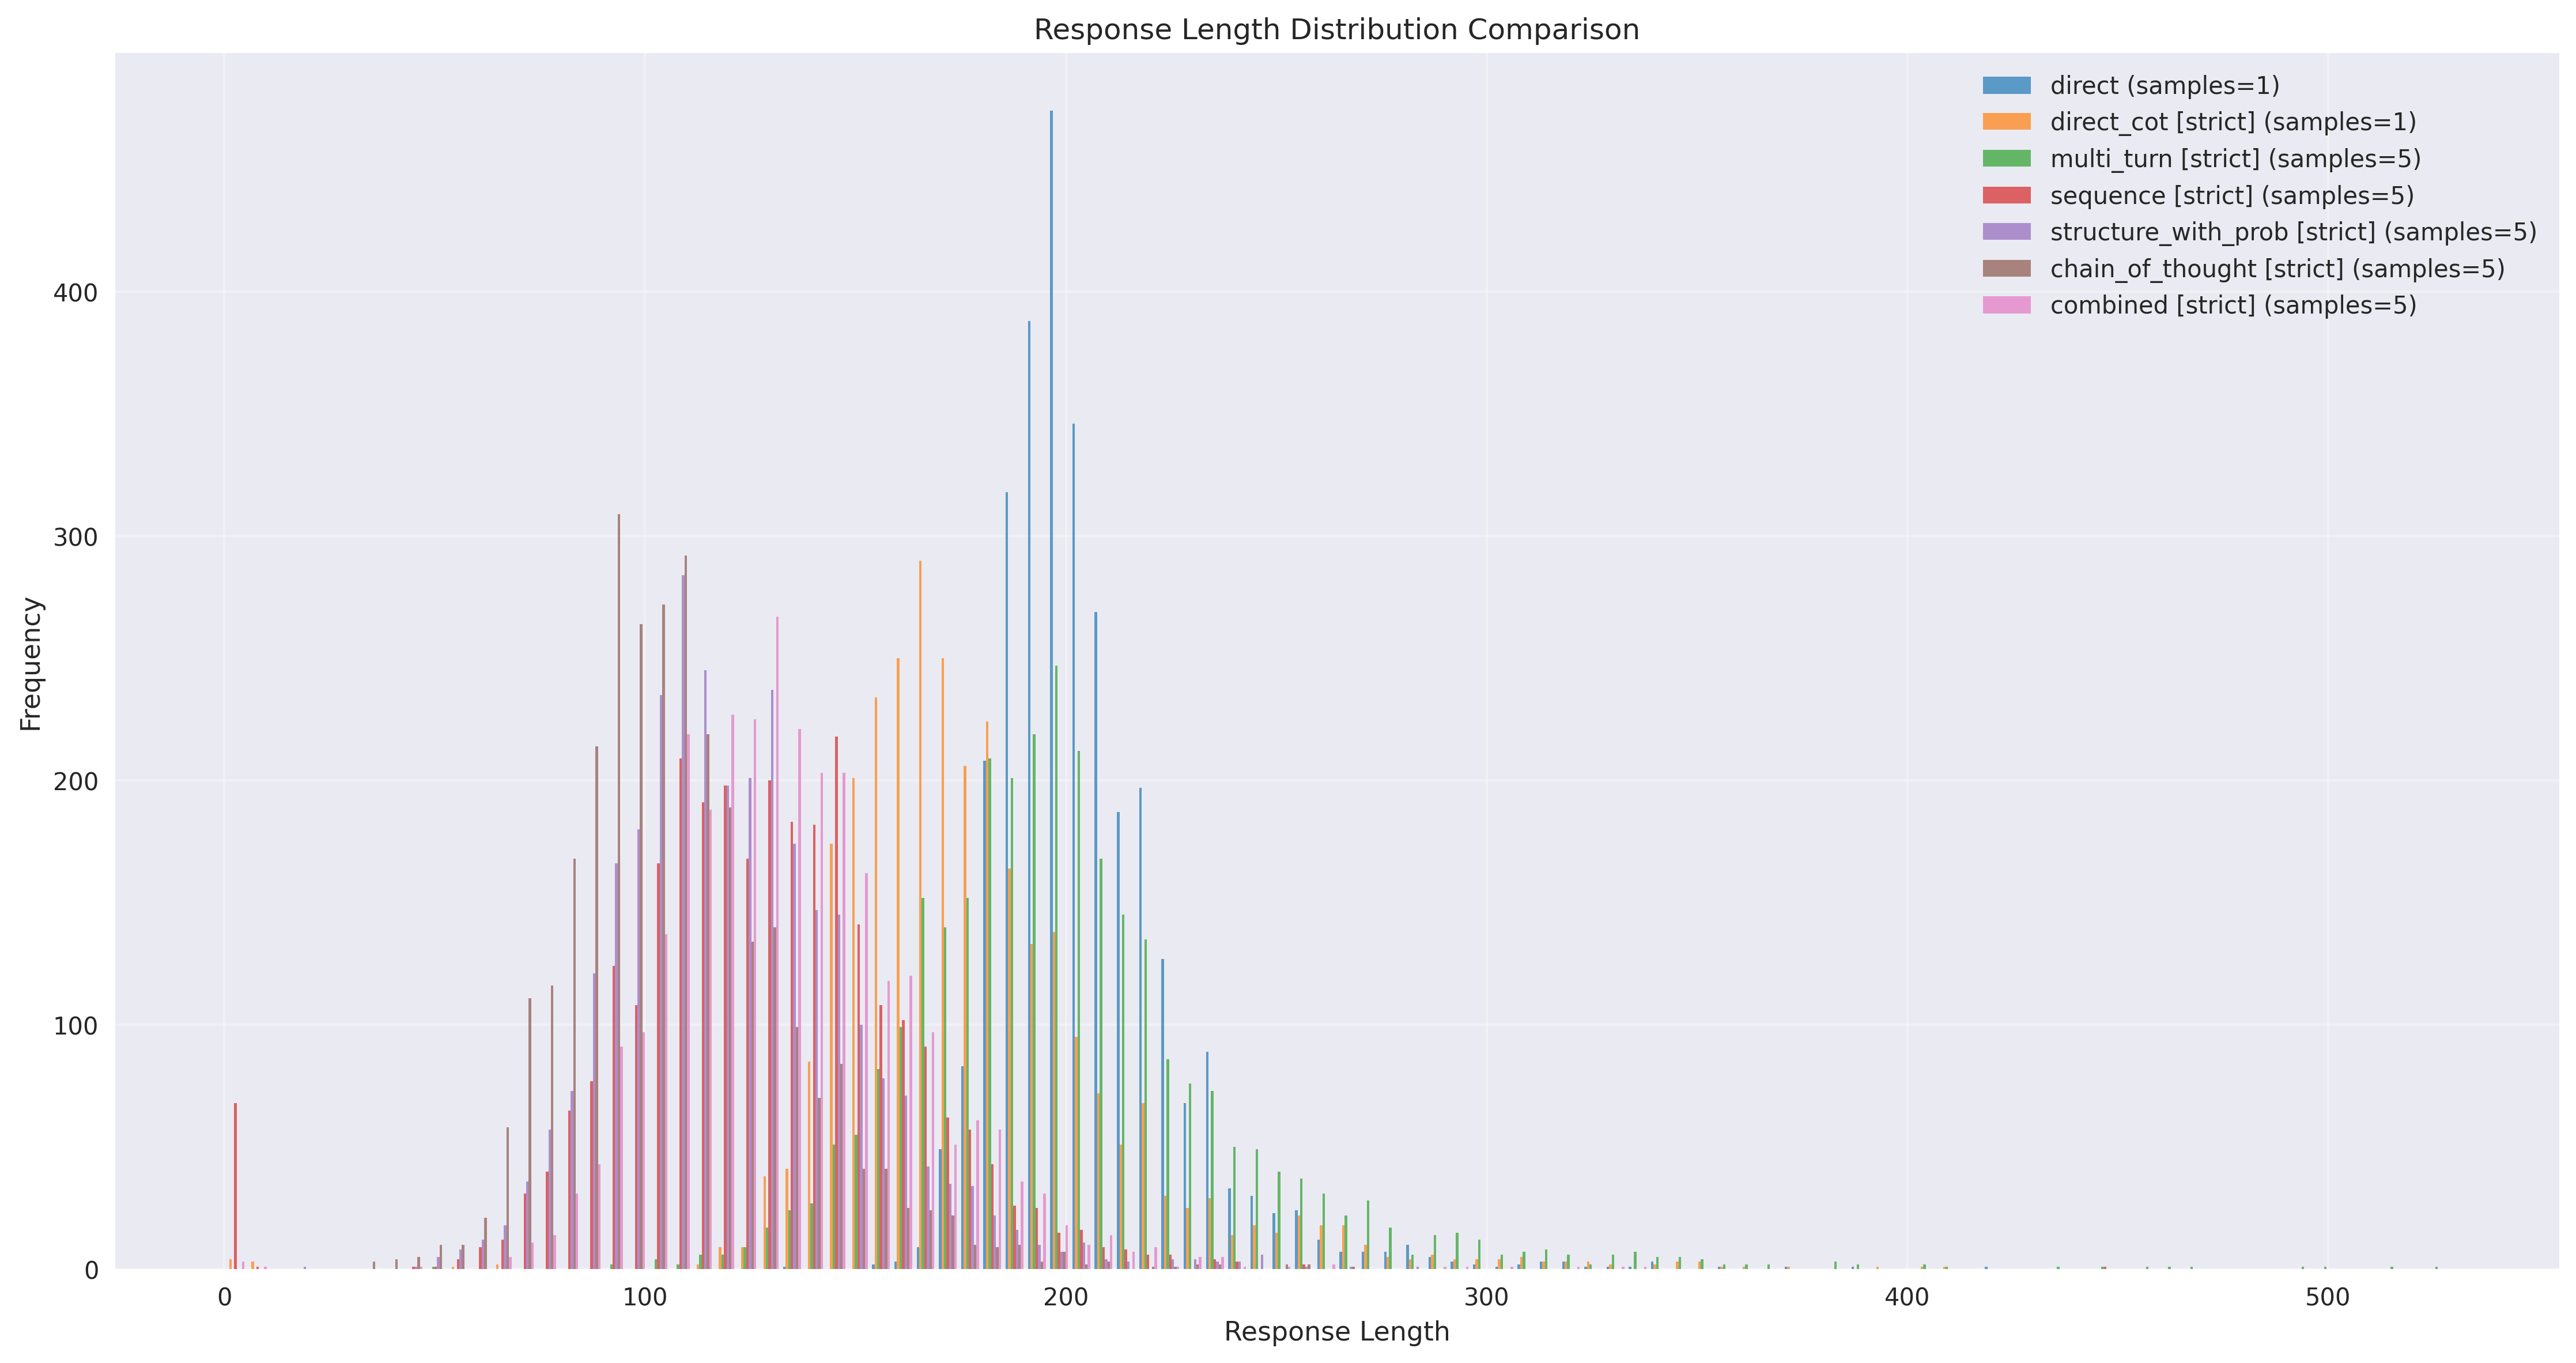 Response Length Distribution Comparison
direct (samples=1)
direct_cot [strict] (samples=1)
multi_turn [strict] (samples=5)
sequence [strict] (samples=5)
structure_with_prob [strict] (samples=5)
chain_of_thought [strict] (samples=5)
combined [strict] (samples=5)
400
300
200
100
0
Frequency
0 100 200 300 400 500
Response Length